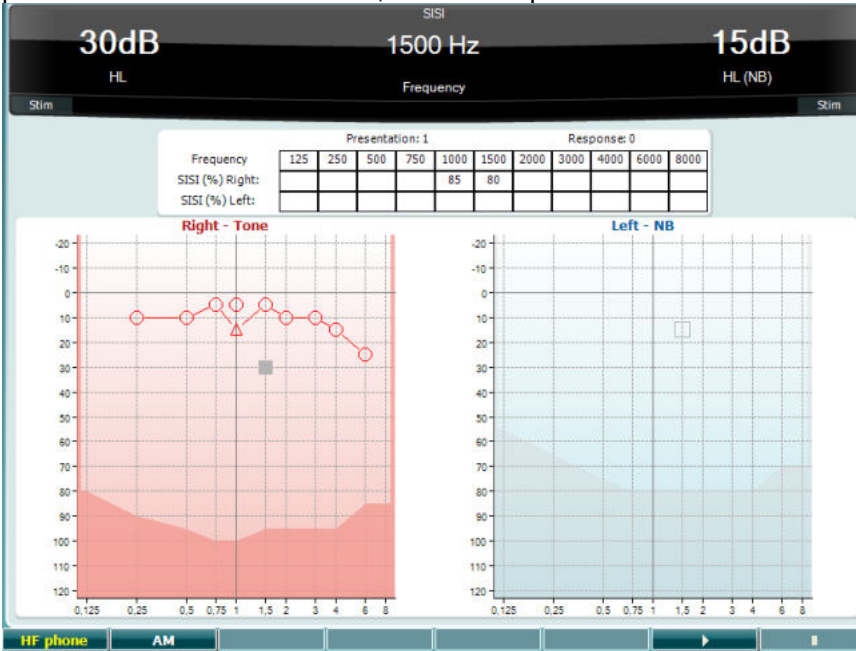 SISI
30dB 1500 Hz 15dB
HL Frequency HL (NB)
Stim Stim
Presentation: 1 Response: 0
Frequency 125 250 500 750 1000 1500 2000 3000 4000 6000 8000
SISI (%) Right: 85 80
SISI (%) Left:
Right - Tone Left - NB
-20 -20
-10 -10
0 0
10 10
20 20
30 30
40 40
50 50
60 60
70 70
80 80
90 90
100 100
110 110
120 120
0,125 0,25 0,5 0,75 1 1,5 2 3 4 6 8 0,125 0,25 0,5 0,75 1 1,5 2 3 4 6 8
HF phone AM